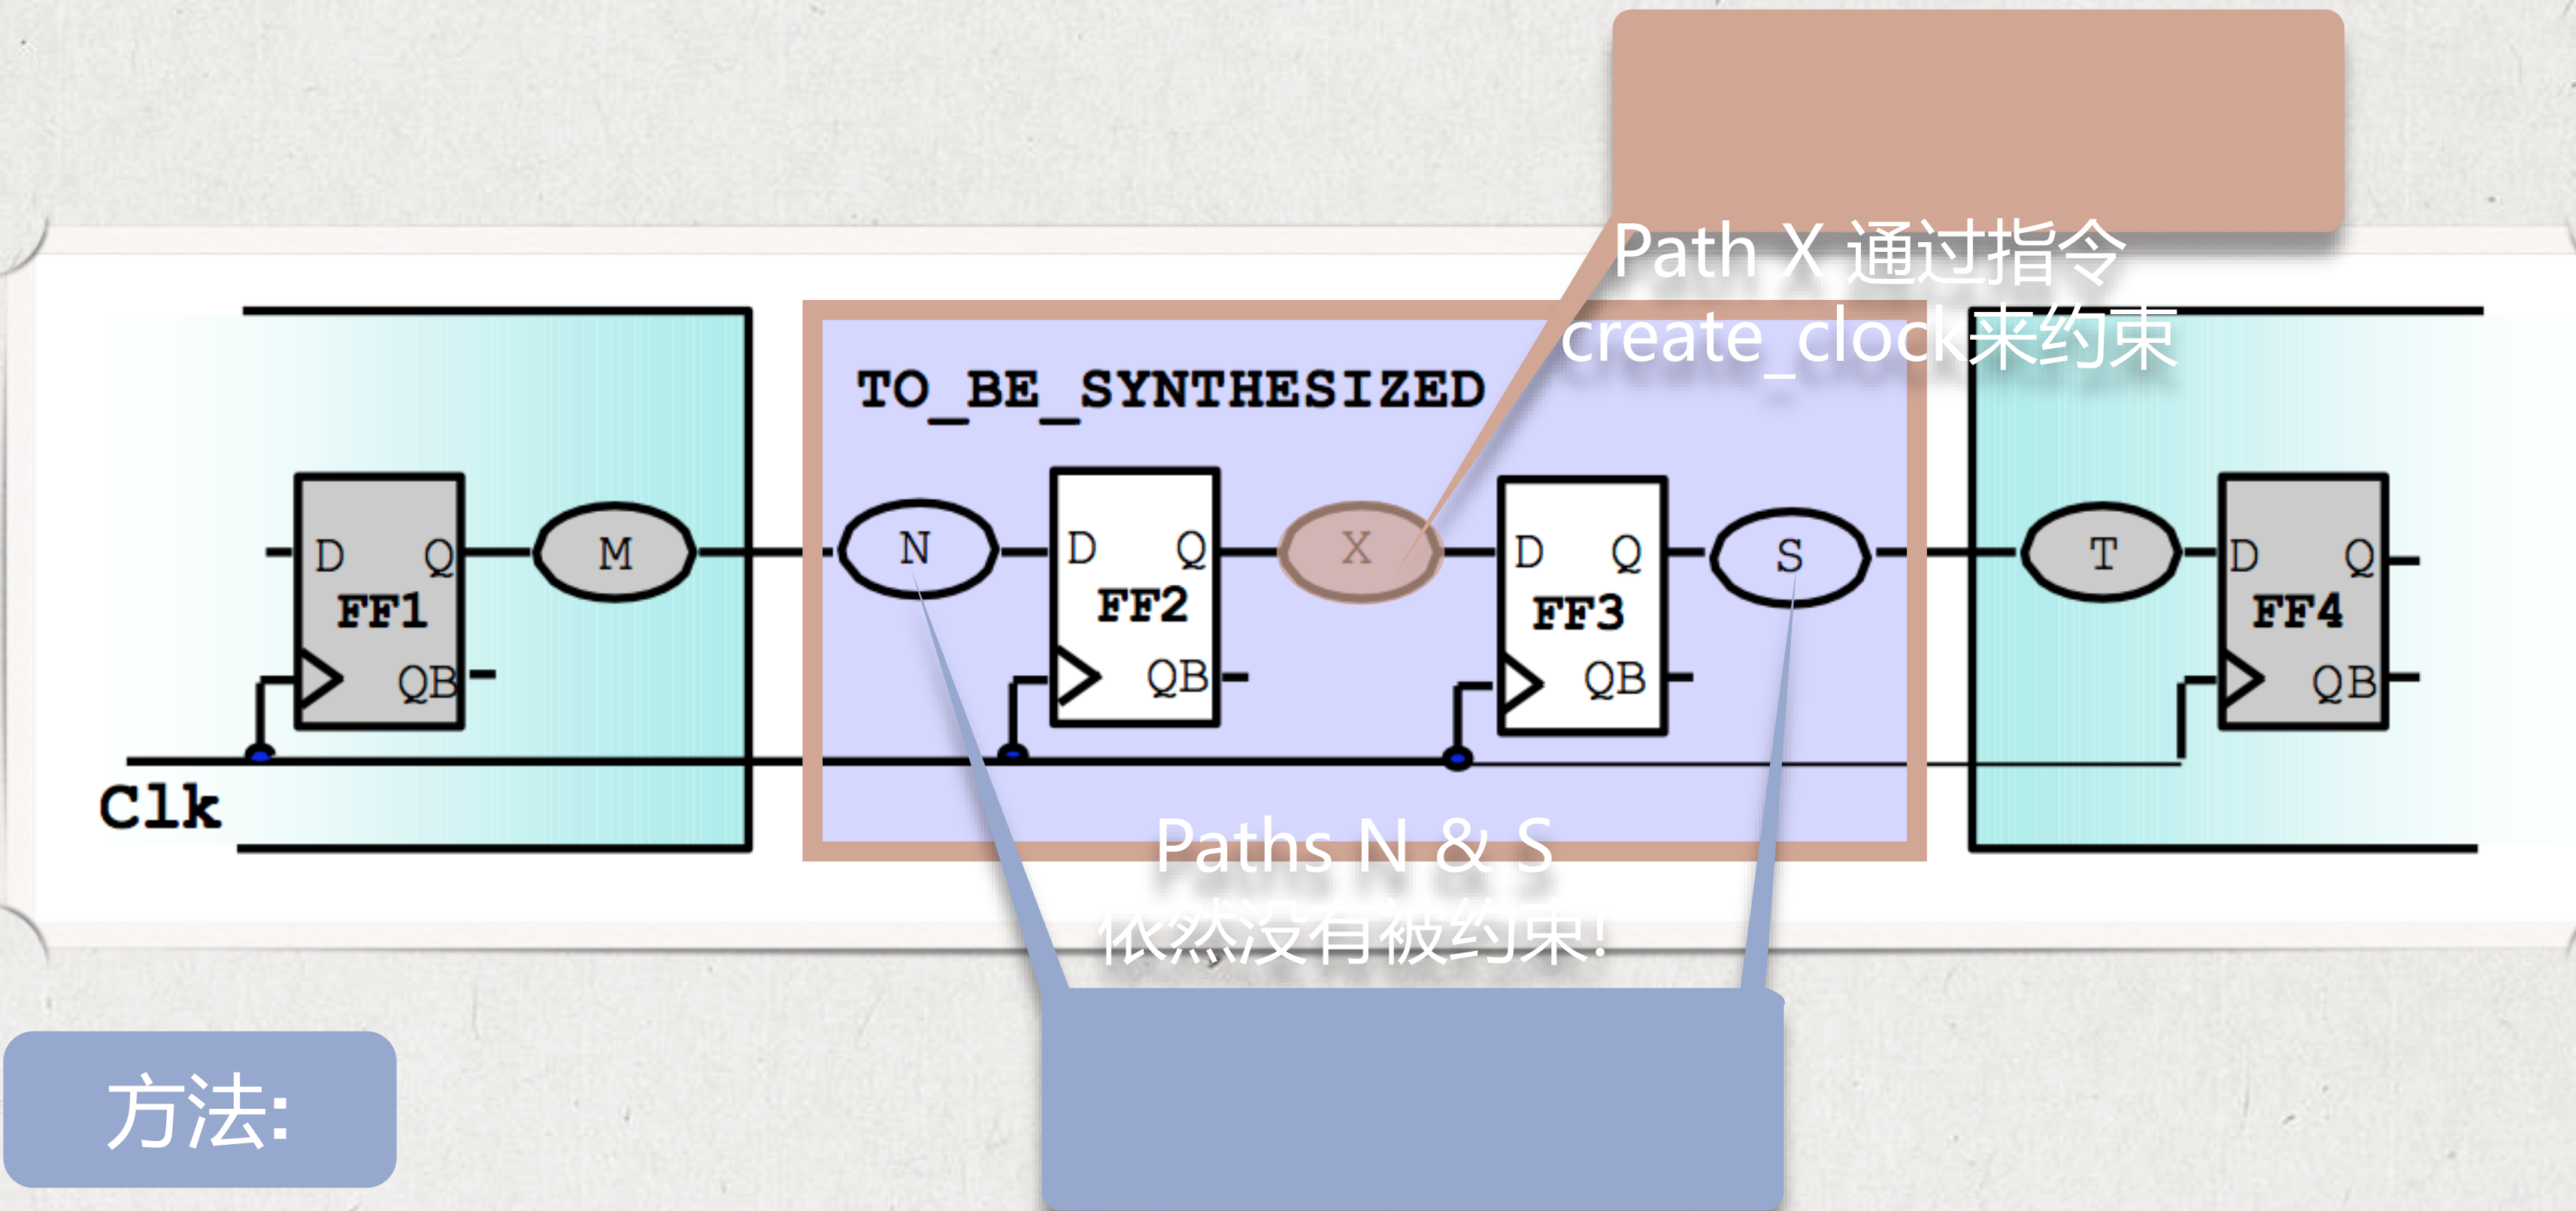 Path X 通过指令
create_clock来约束
TO_BE_SYNTHESIZED
D Q
FF1
QB
M
N
D Q
FF2
QB
X
D Q
FF3
QB
S
T
D Q
FF4
QB
Clk
Paths N & S
依然没有被约束!
方法: